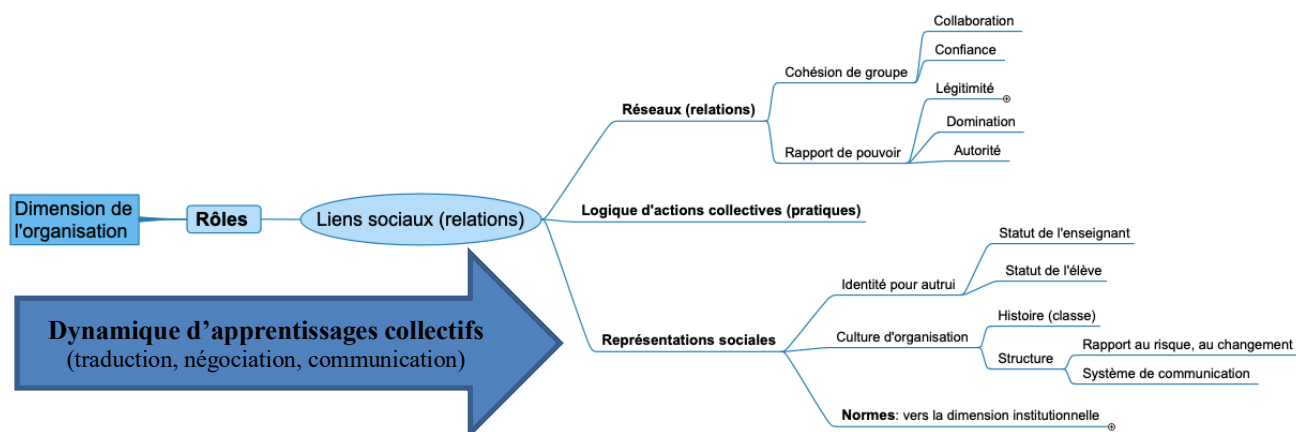 Dimension de
l'organisation
Rôles
Liens sociaux (relations)
Réseaux (relations)
Cohésion de groupe
Collaboration
Confiance
Rapport de pouvoir
Légitimité
Domination
Autorité
Logique d'actions collectives (pratiques)
Représentations sociales
Identité pour autrui
Statut de l'enseignant
Statut de l'élève
Culture d'organisation
Histoire (classe)
Structure
Rapport au risque, au changement
Système de communication
Normes: vers la dimension institutionnelle
Dynamique d’apprentissages collectifs
(traduction, négociation, communication)